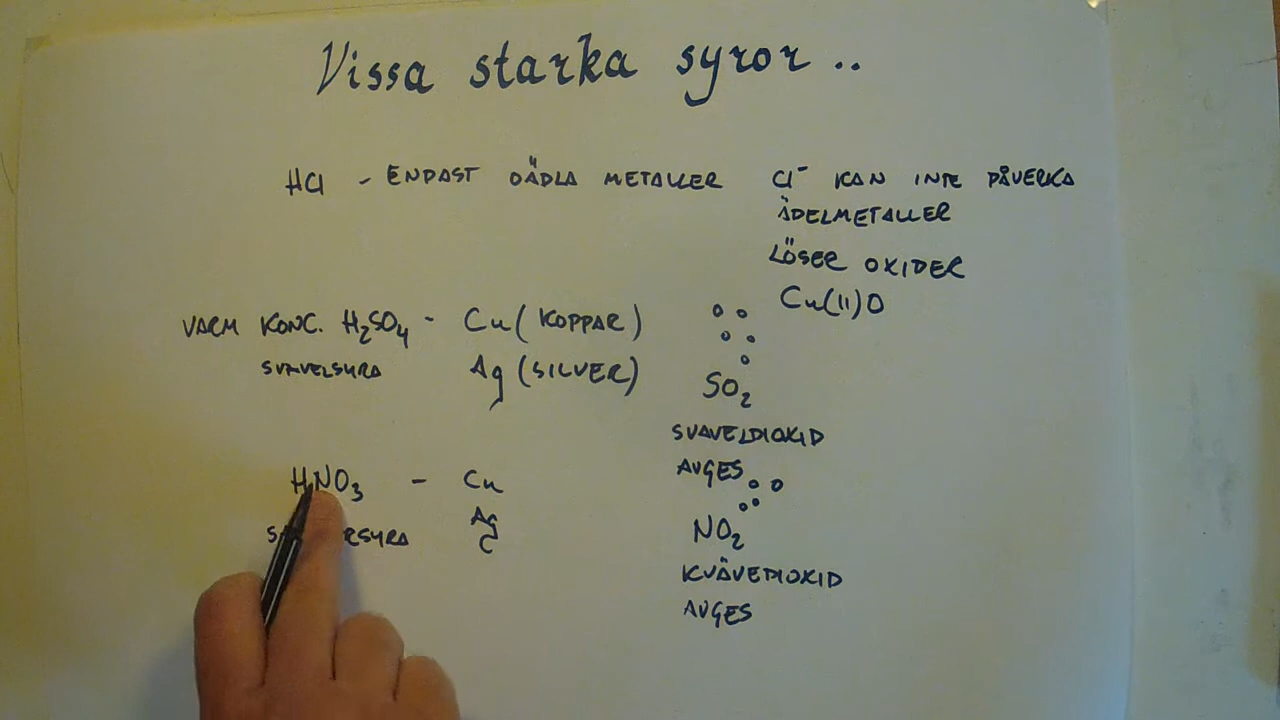 Vissa starka syror..
HCl - ENDAST OÄDLA METALLER Cl⁻ KAN INTE PÅVERKA
ÄDELMETALLER
LÖSER OXIDER
Cu(II)O
VARM KONC. H₂SO₄ - Cu (KOPPAR)
SVAVELSYRA Ag (SILVER)
SO₂
SVAVELDIOXID
AVGES
HNO₃ - Cu
Ag
C
NO₂
KVÄVEDIOXID
AVGES